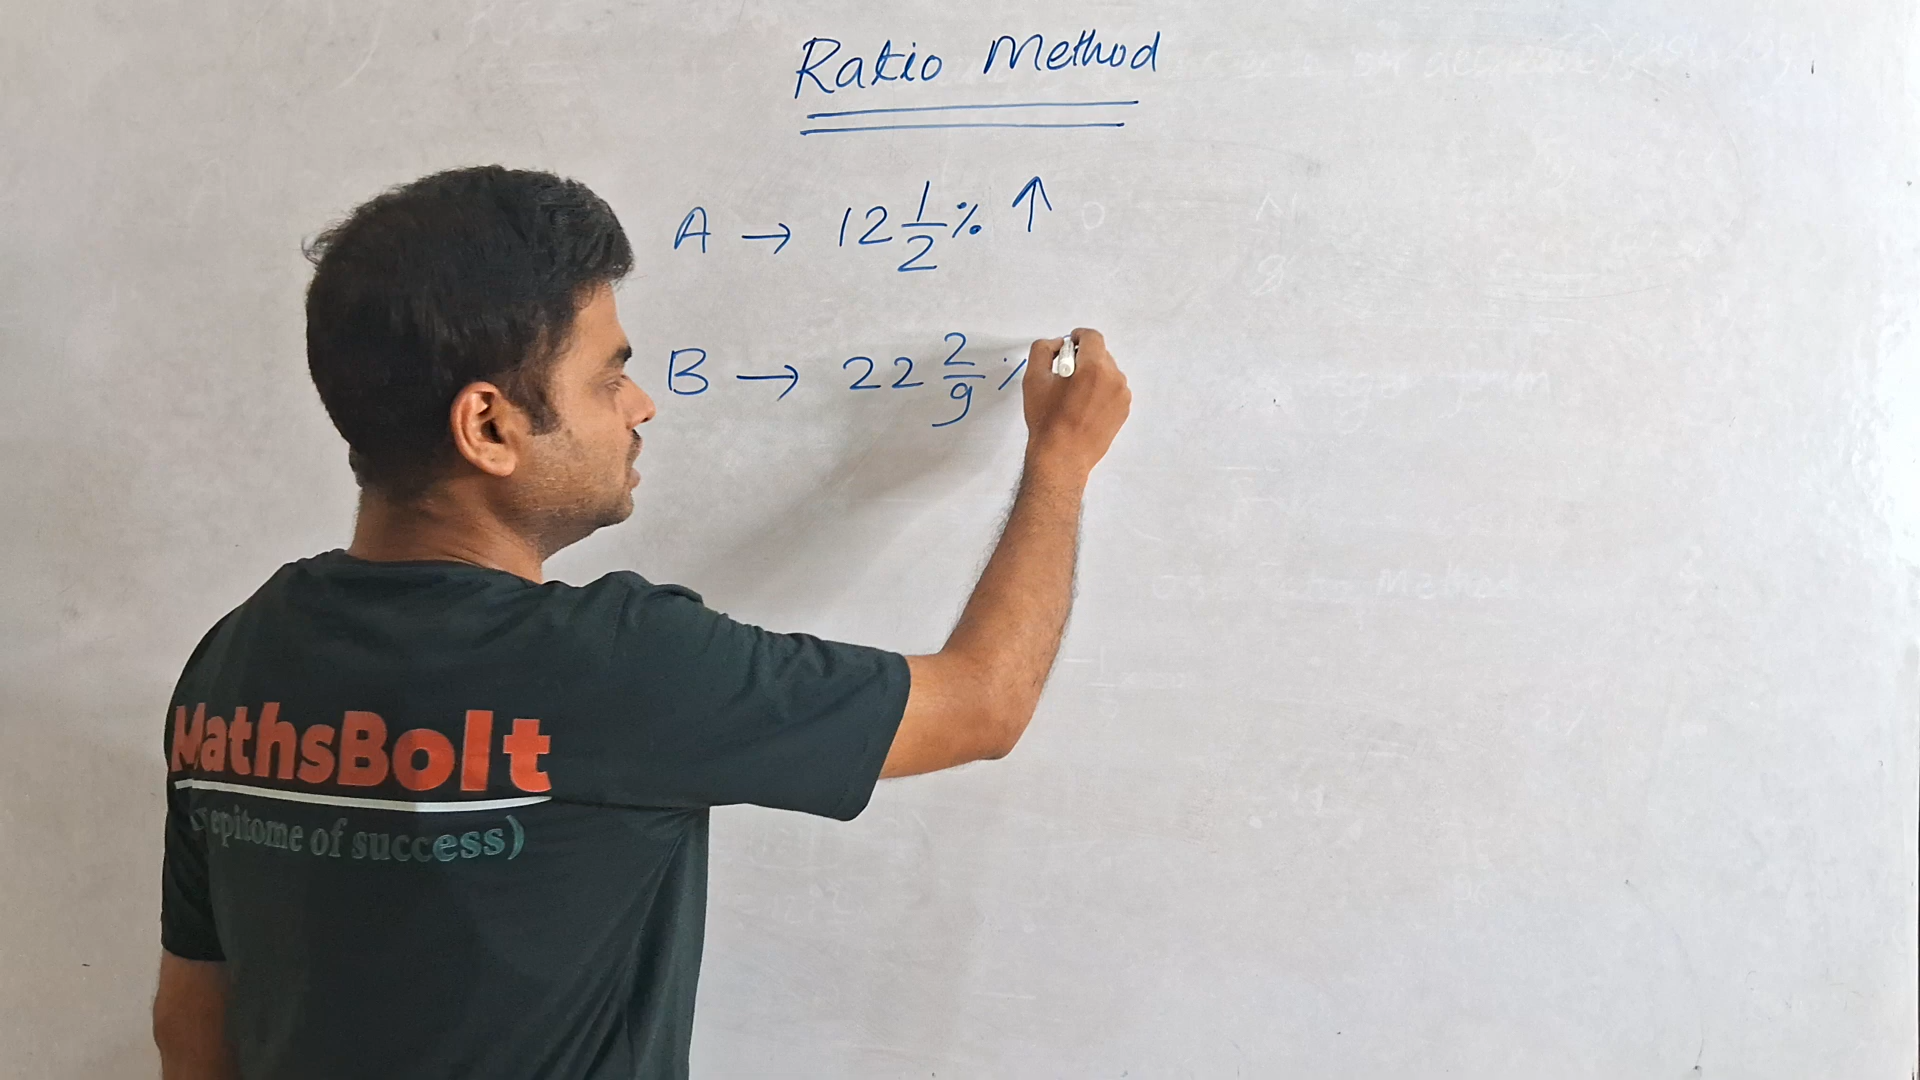 Ratio Method
A → 12 1/2 % ↑
B → 22 2/9 %
MathsBolt
epitome of success)